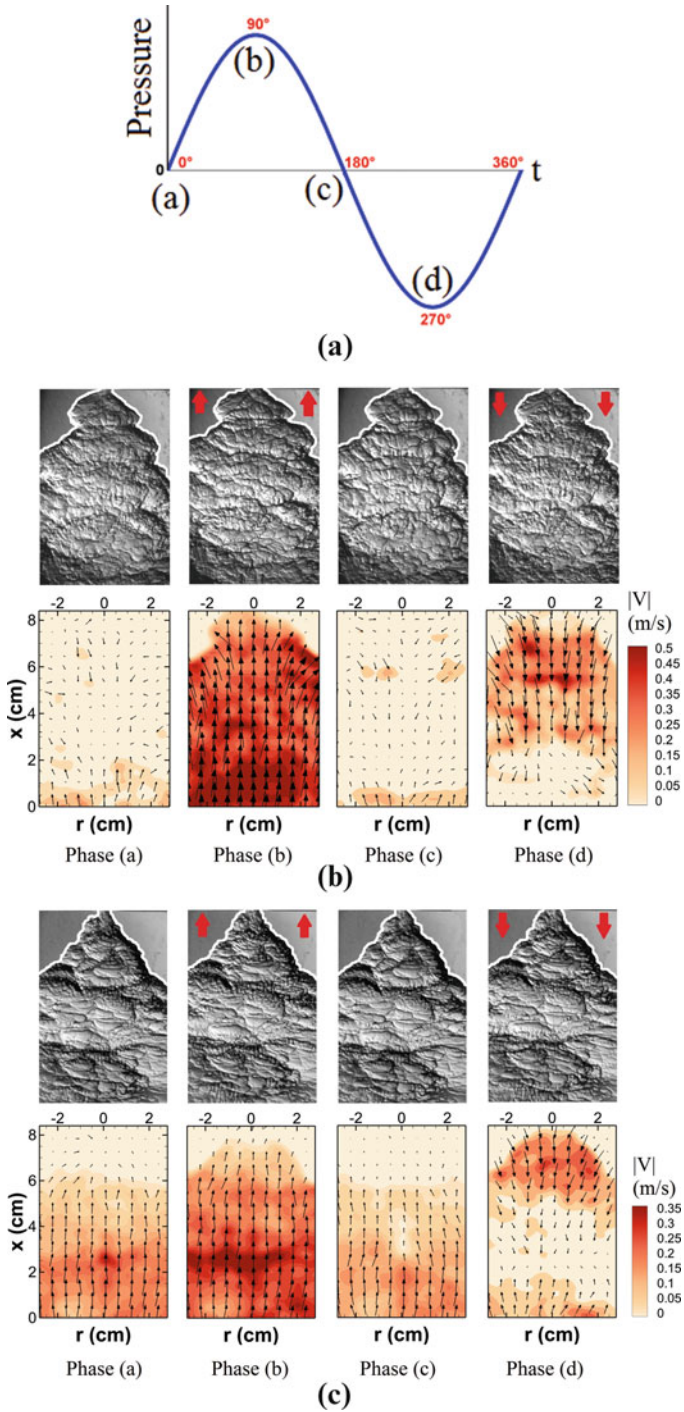 Pressure
90°
(b)
0
0°
180°
360°
t
(a)
(c)
(d)
270°
(a)
-2 0 2
-2 0 2
-2 0 2
-2 0 2
|V|
(m/s)
8
6
4
2
0
x (cm)
0.5
0.45
0.4
0.35
0.3
0.25
0.2
0.15
0.1
0.05
0
r (cm)
r (cm)
r (cm)
r (cm)
Phase (a)
Phase (b)
Phase (c)
Phase (d)
(b)
-2 0 2
-2 0 2
-2 0 2
-2 0 2
|V|
(m/s)
8
6
4
2
0
x (cm)
0.35
0.3
0.25
0.2
0.15
0.1
0.05
0
r (cm)
r (cm)
r (cm)
r (cm)
Phase (a)
Phase (b)
Phase (c)
Phase (d)
(c)